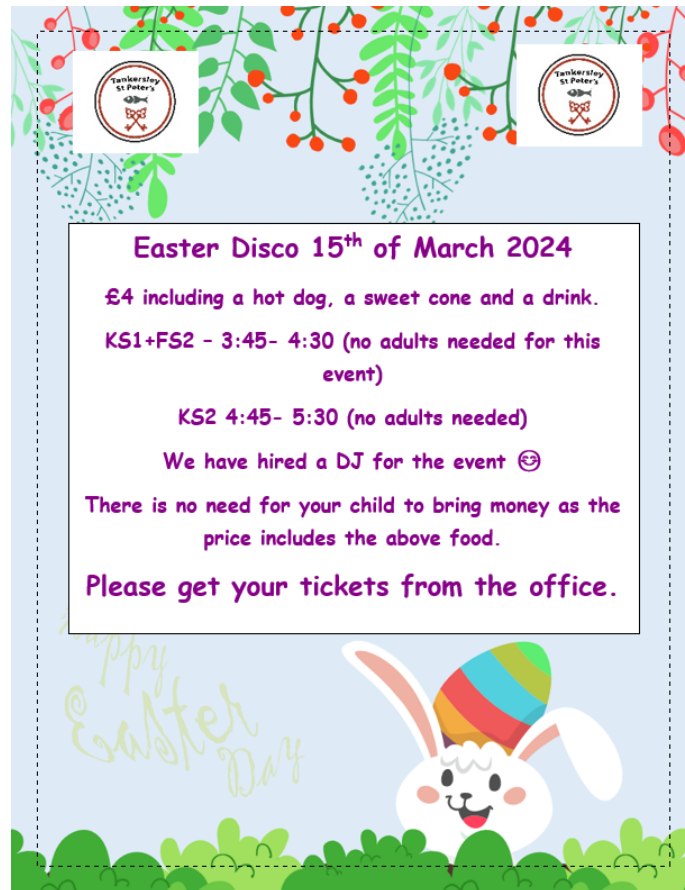 Tankersley
St Peter's
Tankersley
St Peter's
Easter Disco 15th of March 2024
£4 including a hot dog, a sweet cone and a drink.
KS1+FS2 – 3:45- 4:30 (no adults needed for this
event)
KS2 4:45- 5:30 (no adults needed)
We have hired a DJ for the event 😊
There is no need for your child to bring money as the
price includes the above food.
Please get your tickets from the office.
Happy
Easter
Day